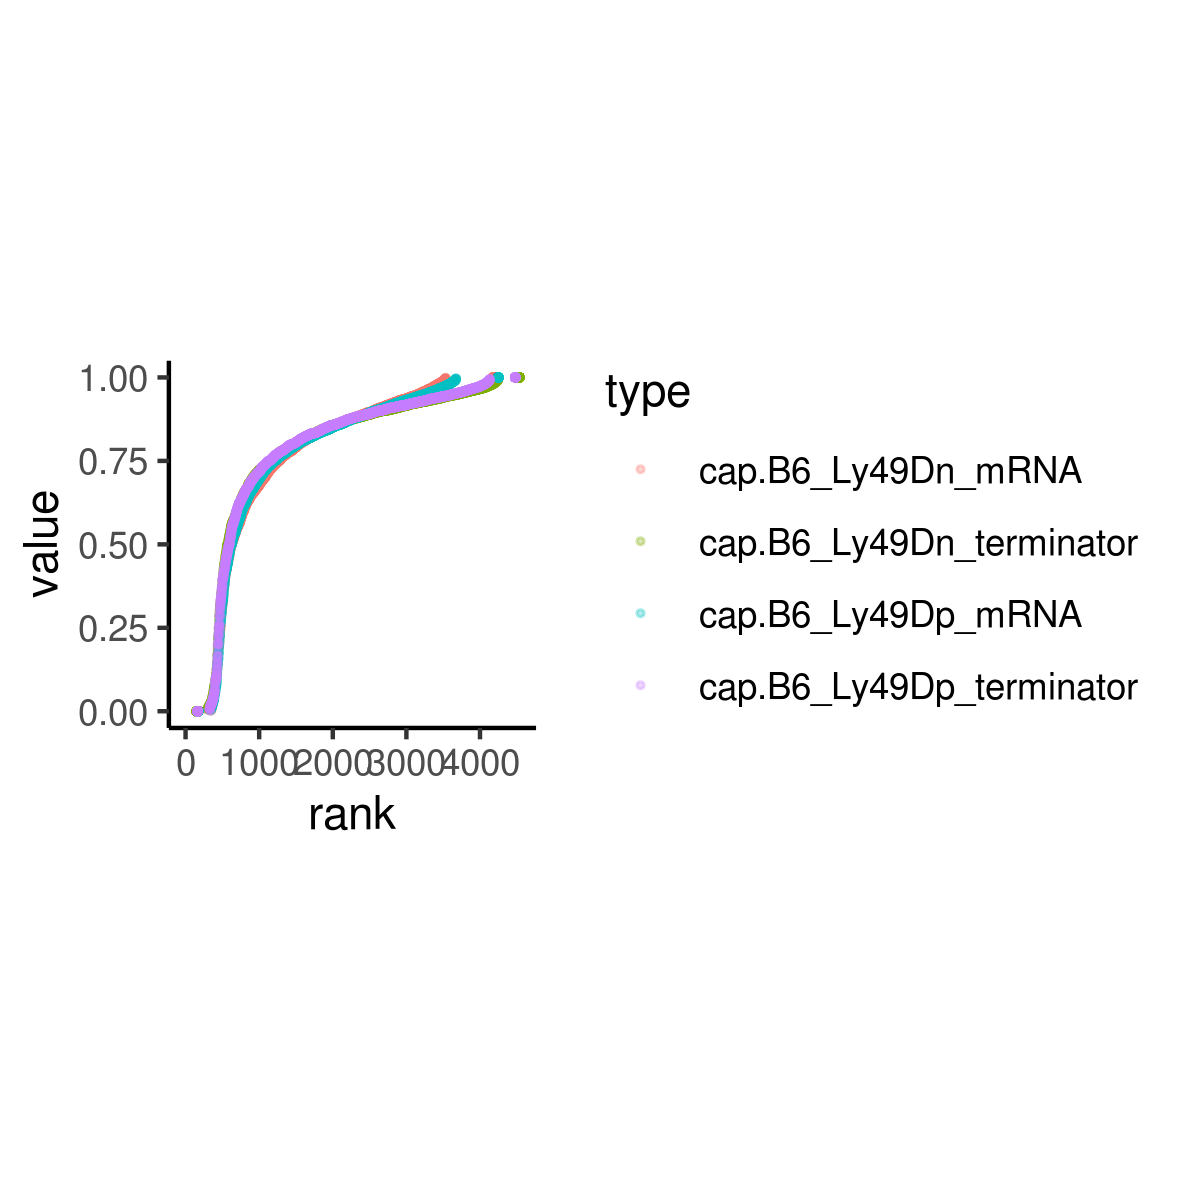 1.00
0.75
0.50
0.25
0.00
value
0 1000 2000 3000 4000
rank
type
cap.B6_Ly49Dn_mRNA
cap.B6_Ly49Dn_terminator
cap.B6_Ly49Dp_mRNA
cap.B6_Ly49Dp_terminator